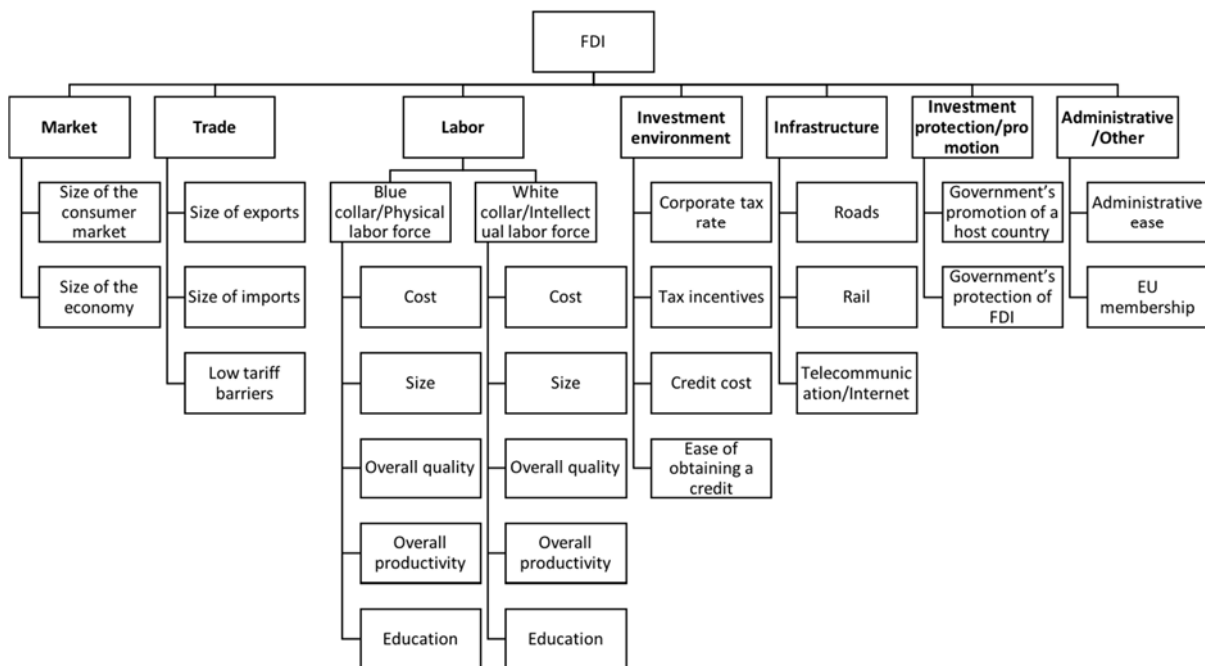 FDI
Market
Trade
Labor
Investment
environment
Infrastructure
Investment
protection/pro
motion
Administrative
/Other
Size of the
consumer
market
Size of the
economy
Size of exports
Size of imports
Low tariff
barriers
Blue
collar/Physical
labor force
Cost
Size
Overall quality
Overall
productivity
Education
White
collar/Intellect
ual labor force
Cost
Size
Overall quality
Overall
productivity
Education
Corporate tax
rate
Tax incentives
Credit cost
Ease of
obtaining a
credit
Roads
Rail
Telecommunic
ation/Internet
Government's
promotion of a
host country
Government's
protection of
FDI
Administrative
ease
EU
membership